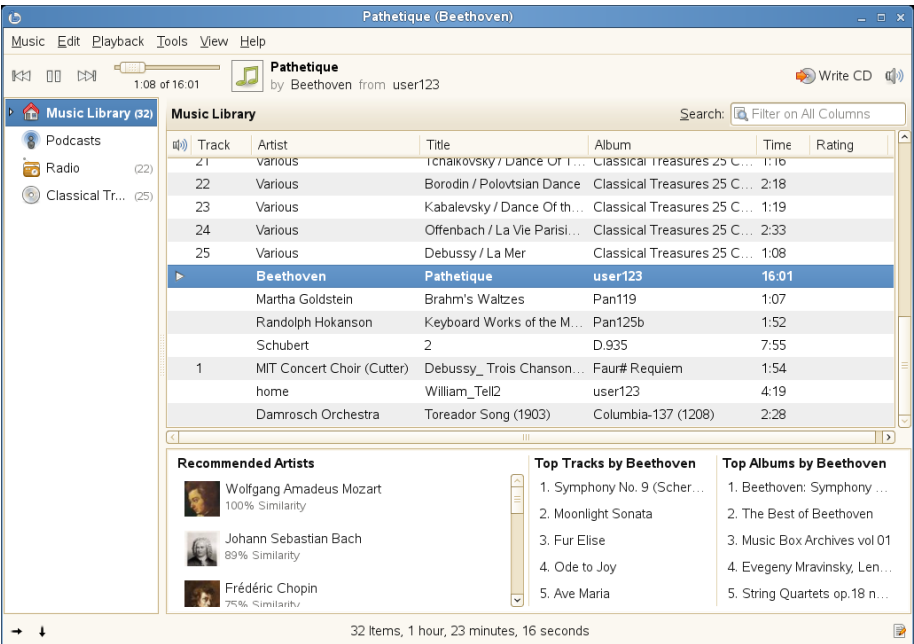 Pathetique (Beethoven)
Music Edit Playback Tools View Help
Pathetique
by Beethoven from user123
1:08 of 16:01
Write CD
Music Library (32)
Podcasts
Radio (22)
Classical Tr... (25)
Music Library
Search: Filter on All Columns
Track Artist Title Album Time Rating
21 Various Tchaikovsky / Dance Of T... Classical Treasures 25 C... 1:16
22 Various Borodin / Polovtsian Dance Classical Treasures 25 C... 2:18
23 Various Kabalevsky / Dance Of th... Classical Treasures 25 C... 1:19
24 Various Offenbach / La Vie Parisi... Classical Treasures 25 C... 2:33
25 Various Debussy / La Mer Classical Treasures 25 C... 1:08
Beethoven Pathetique user123 16:01
Martha Goldstein Brahm's Waltzes Pan119 1:07
Randolph Hokanson Keyboard Works of the M... Pan125b 1:52
Schubert 2 D.935 7:55
1 MIT Concert Choir (Cutter) Debussy_ Trois Chanson... Faur# Requiem 1:54
home William_Tell2 user123 4:19
Damrosch Orchestra Toreador Song (1903) Columbia-137 (1208) 2:28
Recommended Artists
Wolfgang Amadeus Mozart
100% Similarity
Johann Sebastian Bach
89% Similarity
Frédéric Chopin
75% Similarity
Top Tracks by Beethoven
1. Symphony No. 9 (Scher...
2. Moonlight Sonata
3. Fur Elise
4. Ode to Joy
5. Ave Maria
Top Albums by Beethoven
1. Beethoven: Symphony ...
2. The Best of Beethoven
3. Music Box Archives vol 01
4. Evegeny Mravinsky, Len...
5. String Quartets op.18 n...
32 Items, 1 hour, 23 minutes, 16 seconds